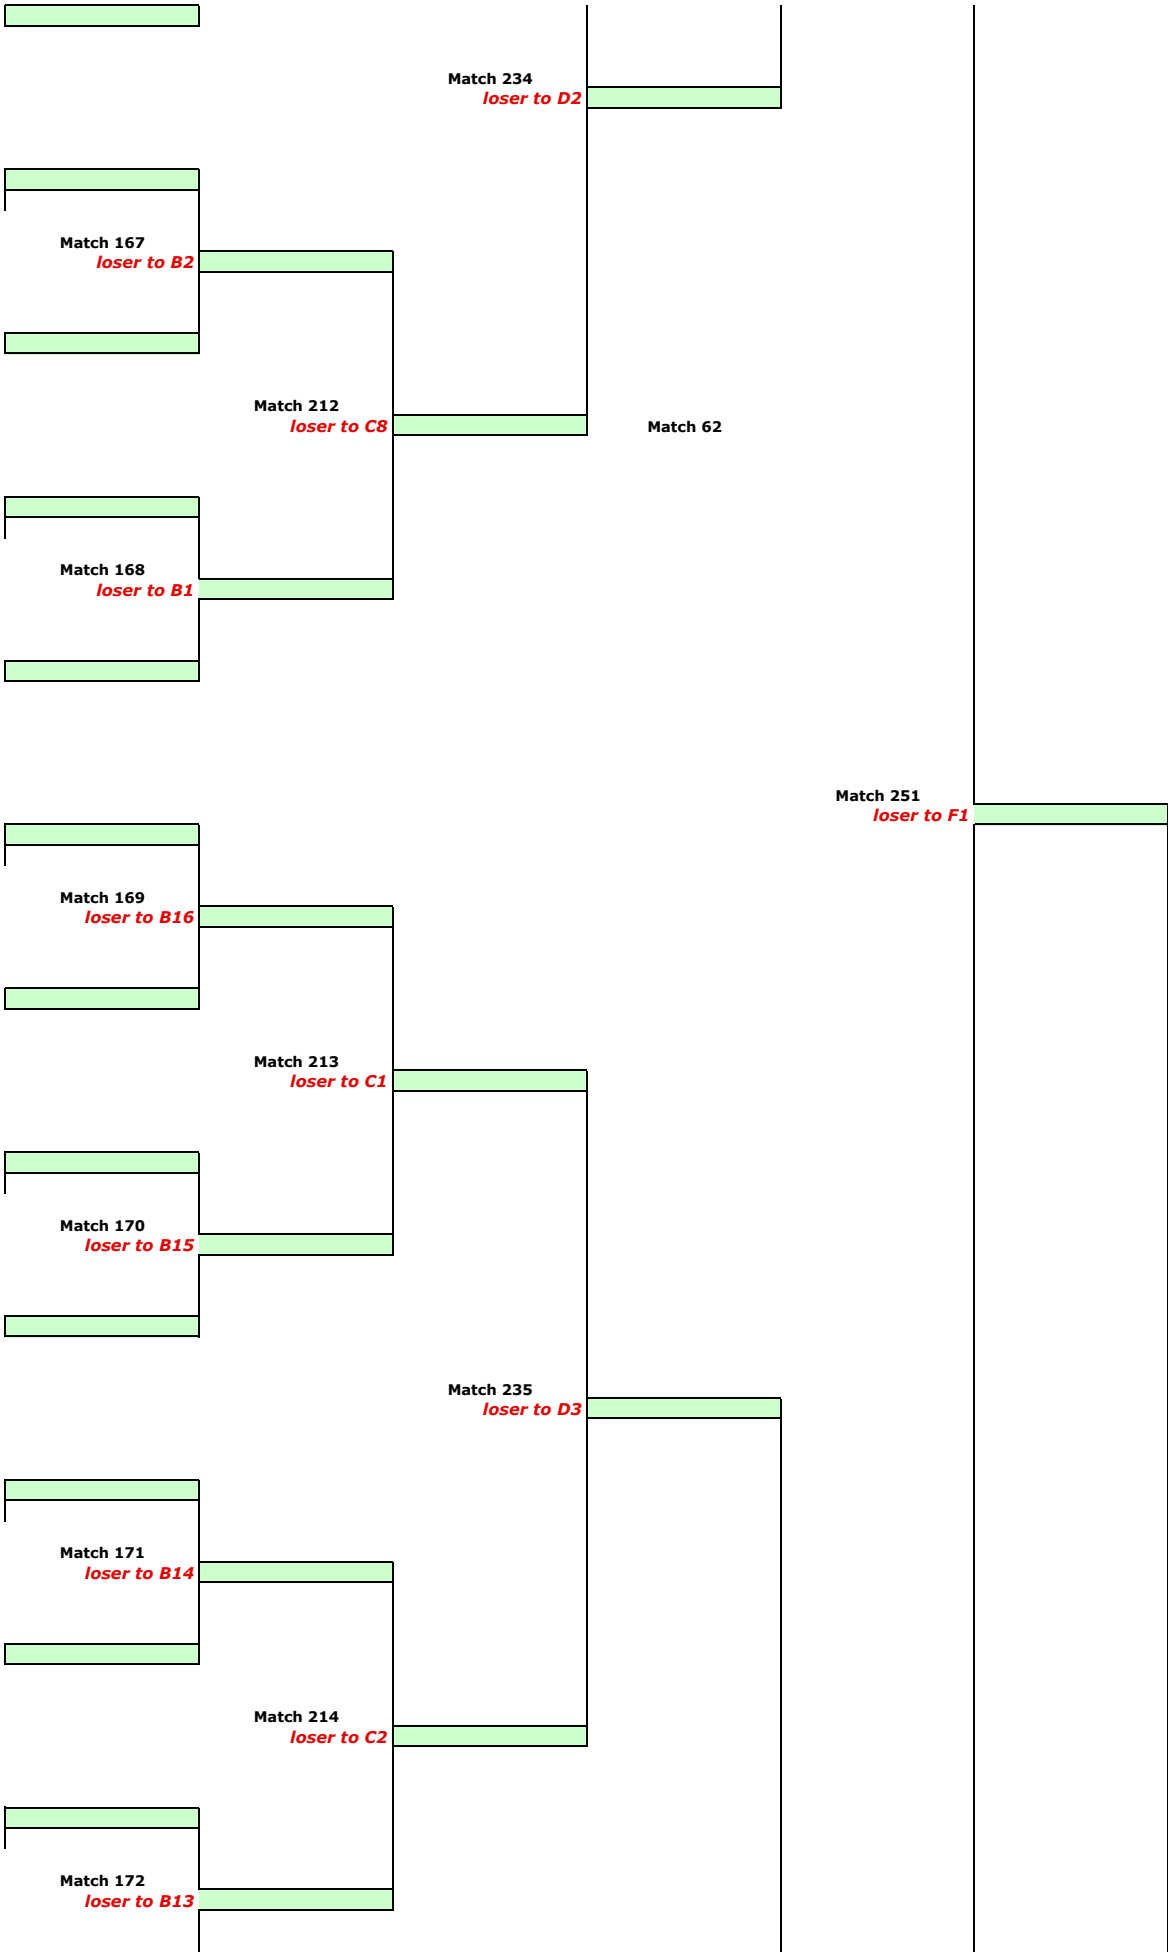 Match 234
loser to D2
Match 167
loser to B2
Match 212
loser to C8
Match 62
Match 168
loser to B1
Match 251
loser to F1
Match 169
loser to B16
Match 213
loser to C1
Match 170
loser to B15
Match 235
loser to D3
Match 171
loser to B14
Match 214
loser to C2
Match 172
loser to B13